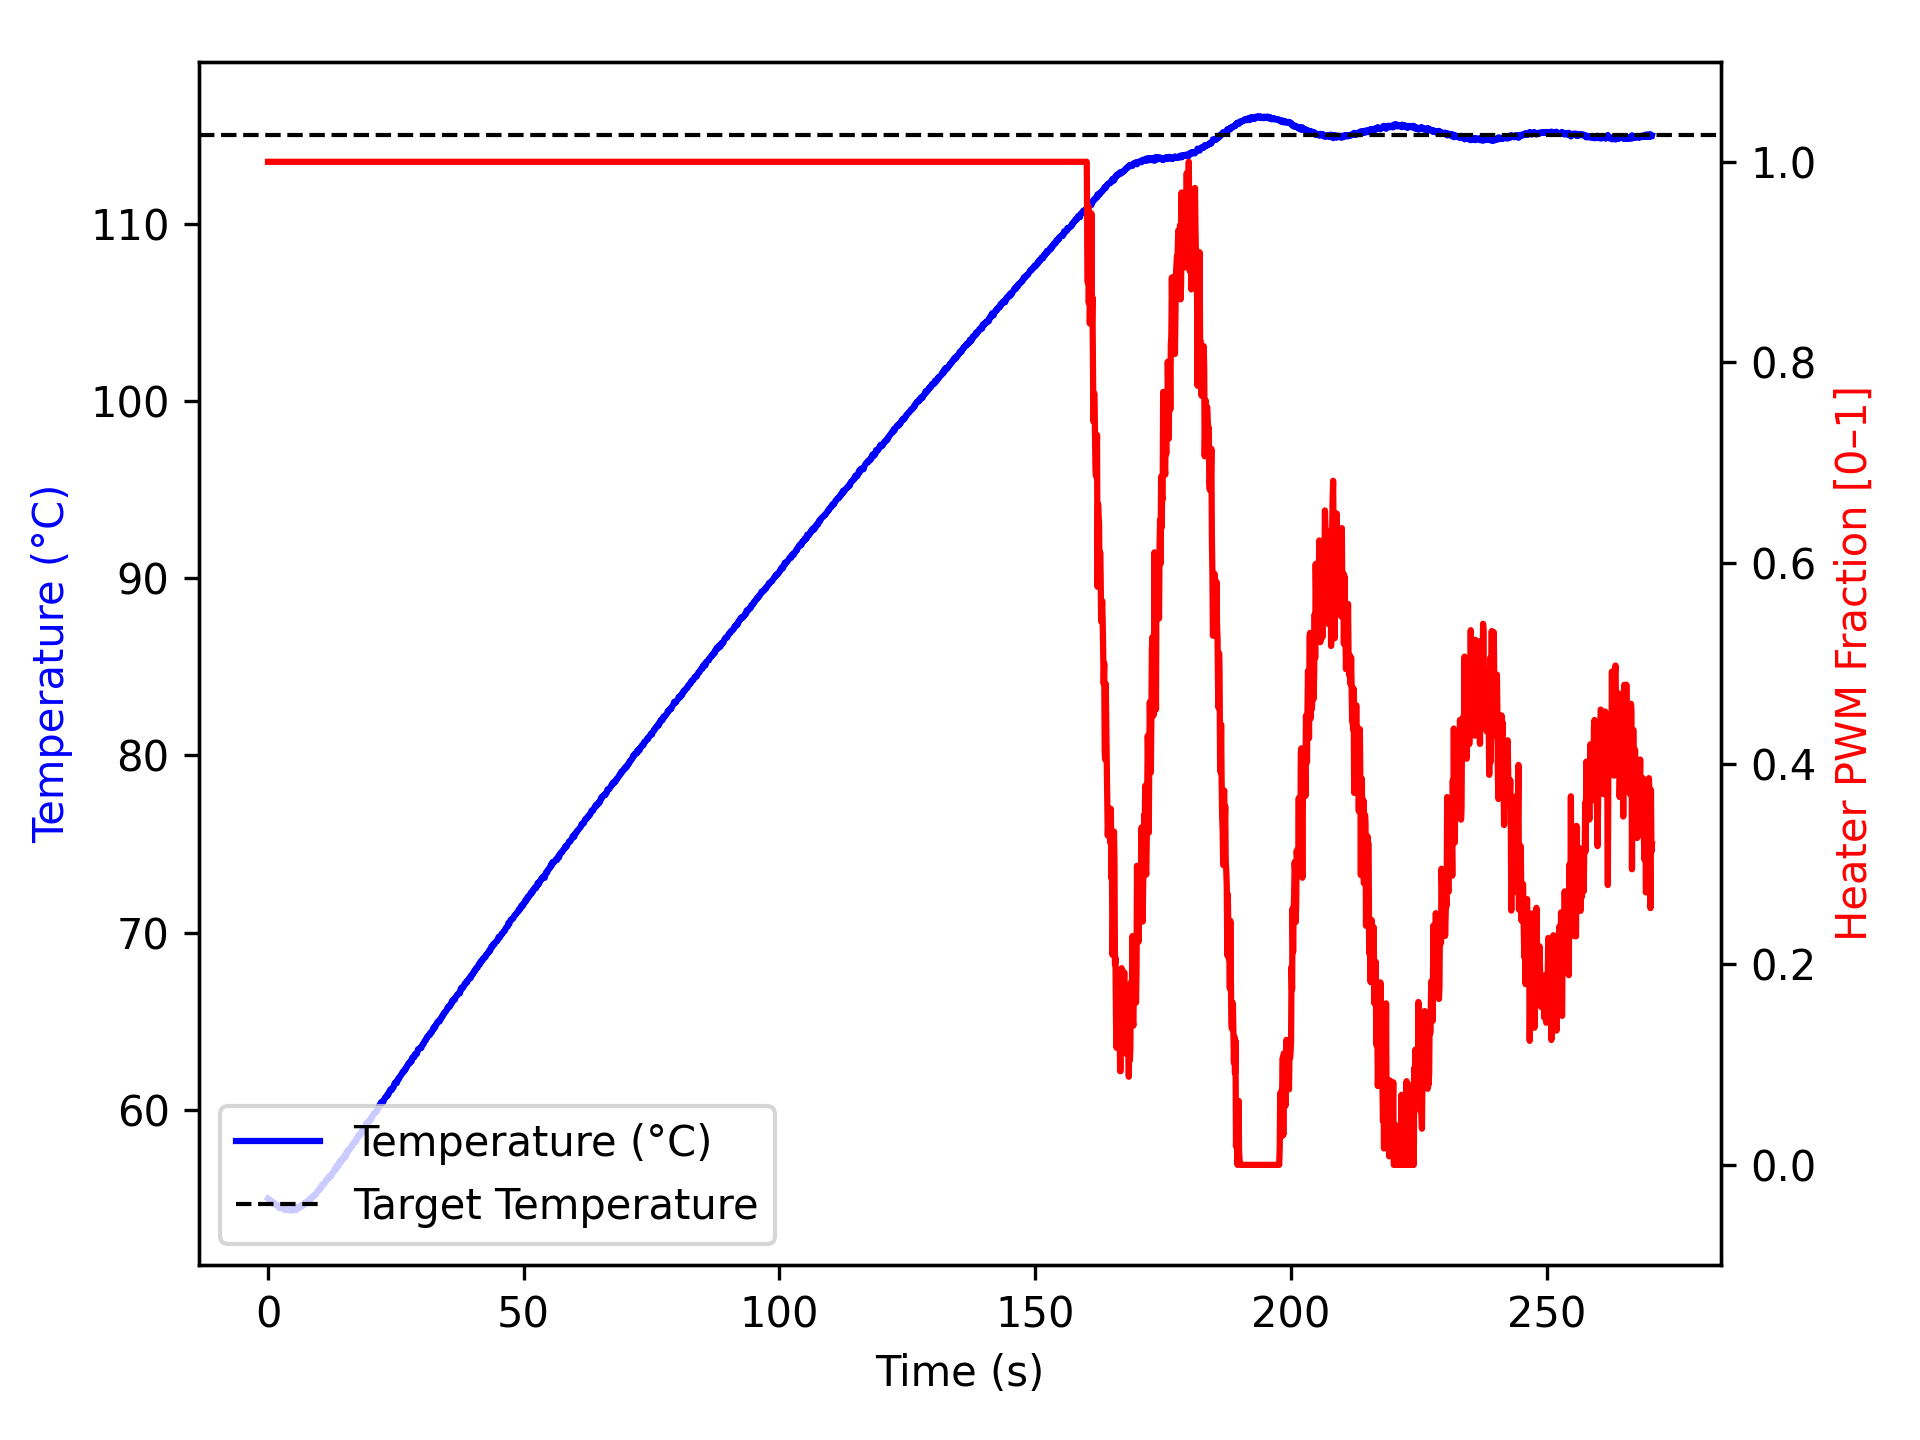 110
100
90
80
70
60
Temperature (°C)
1.0
0.8
0.6
0.4
0.2
0.0
Heater PWM Fraction [0–1]
Temperature (°C)
Target Temperature
0 50 100 150 200 250
Time (s)